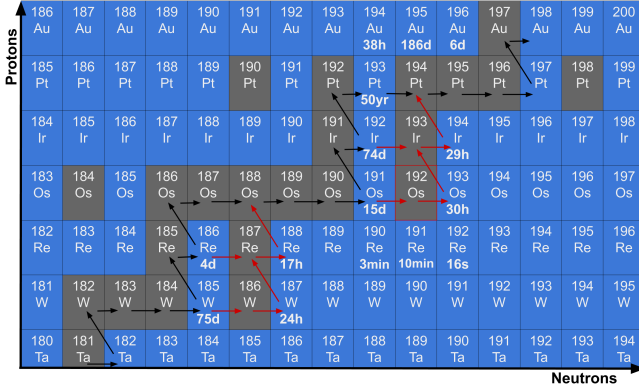 Protons
186 187 188 189 190 191 192 193 194 195 196 197 198 199 200
Au Au Au Au Au Au Au Au Au Au Au Au Au Au Au
38h 186d 6d
185 186 187 188 189 190 191 192 193 194 195 196 197 198 199
Pt Pt Pt Pt Pt Pt Pt Pt Pt Pt Pt Pt Pt Pt Pt
50yr
184 185 186 187 188 189 190 191 192 193 194 195 196 197 198
Ir Ir Ir Ir Ir Ir Ir Ir Ir Ir Ir Ir Ir Ir Ir
74d 29h
183 184 185 186 187 188 189 190 191 192 193 194 195 196 197
Os Os Os Os Os Os Os Os Os Os Os Os Os Os Os
15d 30h
182 183 184 185 186 187 188 189 190 191 192 193 194 195 196
Re Re Re Re Re Re Re Re Re Re Re Re Re Re Re
4d 17h 3min 10min 16s
181 182 183 184 185 186 187 188 189 190 191 192 193 194 195
W W W W W W W W W W W W W W W
75d 24h
180 181 182 183 184 185 186 187 188 189 190 191 192 193 194
Ta Ta Ta Ta Ta Ta Ta Ta Ta Ta Ta Ta Ta Ta Ta
Neutrons